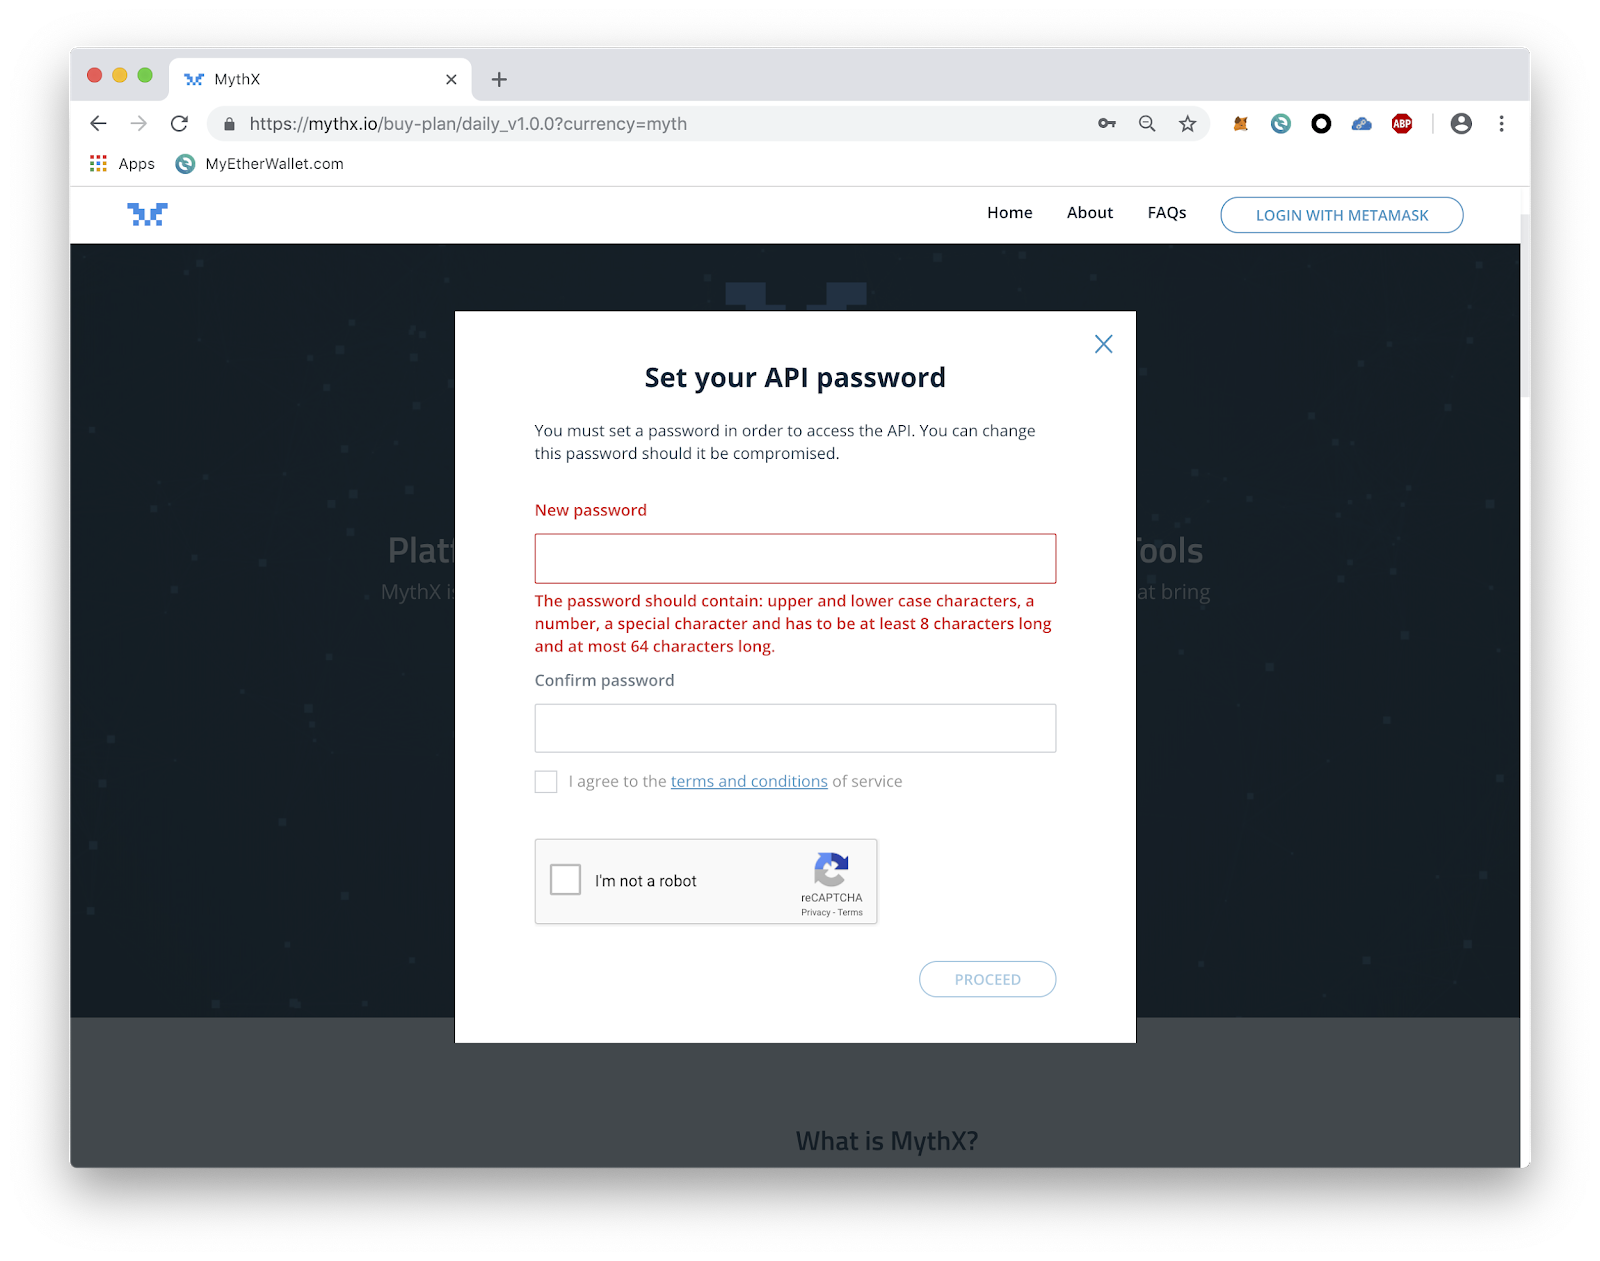 MythX
https://mythx.io/buy-plan/daily_v1.0.0?currency=myth
ABP
Apps
MyEtherWallet.com
Home
About
FAQs
LOGIN WITH METAMASK
Set your API password
You must set a password in order to access the API. You can change
this password should it be compromised.
New password
The password should contain: upper and lower case characters, a
number, a special character and has to be at least 8 characters long
and at most 64 characters long.
Confirm password
I agree to the terms and conditions of service
I'm not a robot
reCAPTCHA
Privacy - Terms
PROCEED
MythX
at bring
What is MythX?